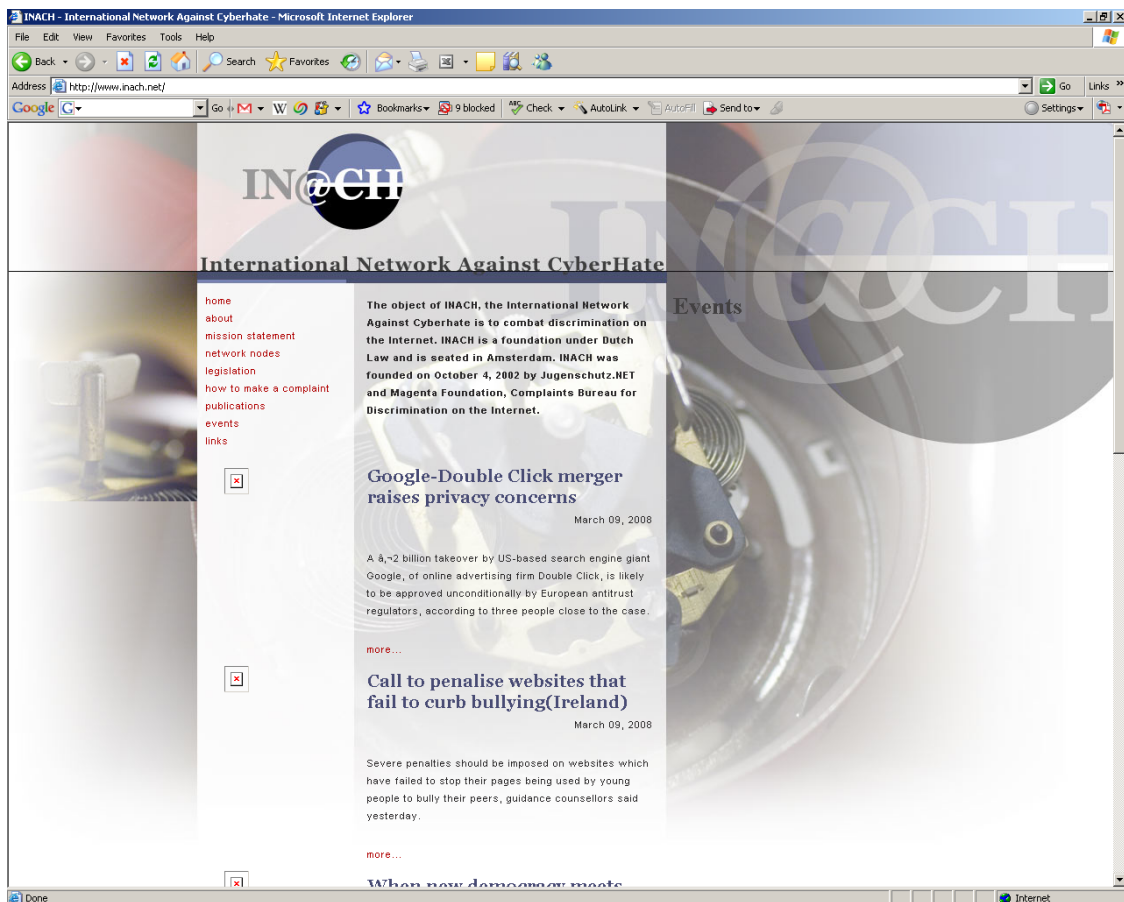 INACH - International Network Against Cyberhate - Microsoft Internet Explorer
File Edit View Favorites Tools Help
Back Search Favorites
Address http://www.inach.net/ Go Links »
Google G Go M W Bookmarks 9 blocked ABC Check AutoLink AutoFill Send to Settings
IN@CH
IN@CH
International Network Against CyberHate
home
about
mission statement
network nodes
legislation
how to make a complaint
publications
events
links
The object of INACH, the International Network
Against Cyberhate is to combat discrimination on
the Internet. INACH is a foundation under Dutch
Law and is seated in Amsterdam. INACH was
founded on October 4, 2002 by Jugenschutz.NET
and Magenta Foundation, Complaints Bureau for
Discrimination on the Internet.
Events
Google-Double Click merger
raises privacy concerns
March 09, 2008
A â‚¬2 billion takeover by US-based search engine giant
Google, of online advertising firm Double Click, is likely
to be approved unconditionally by European antitrust
regulators, according to three people close to the case.
more...
Call to penalise websites that
fail to curb bullying(Ireland)
March 09, 2008
Severe penalties should be imposed on websites which
have failed to stop their pages being used by young
people to bully their peers, guidance counsellors said
yesterday.
more...
When new democracy meets
Done Internet